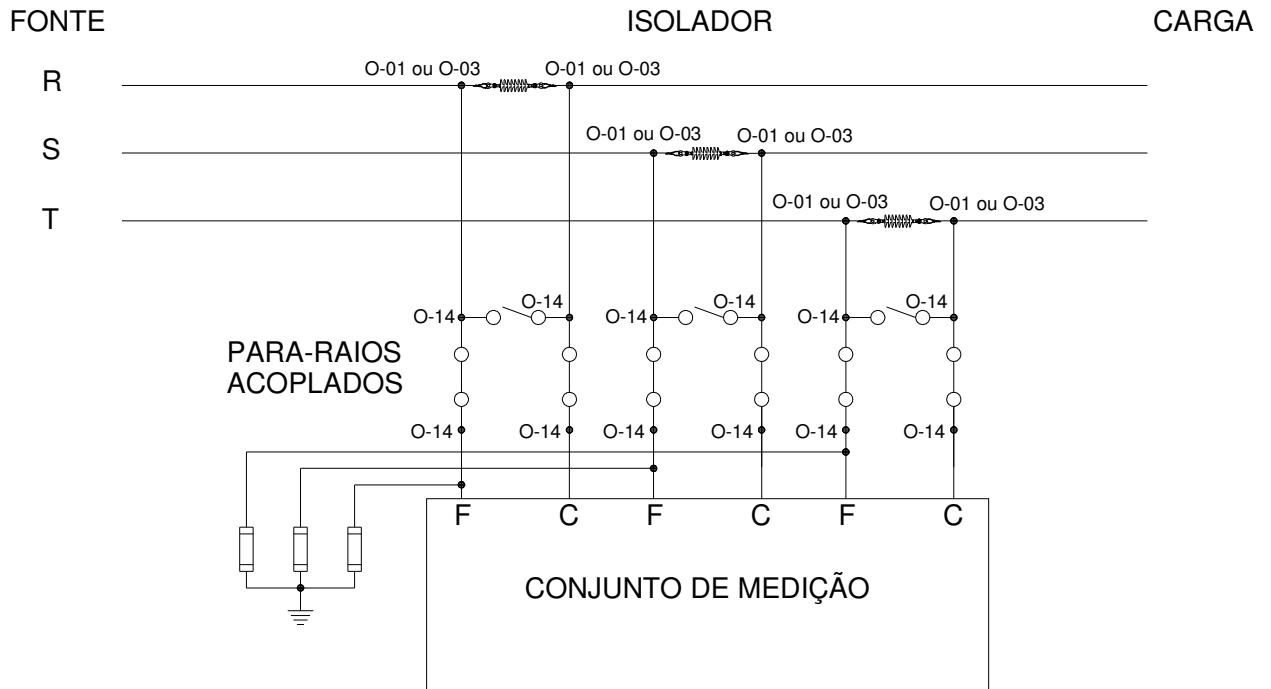 FONTE ISOLADOR CARGA
R O-01 ou O-03 O-01 ou O-03
S O-01 ou O-03 O-01 ou O-03
T O-01 ou O-03 O-01 ou O-03
O-14 O-14 O-14 O-14 O-14 O-14
PARA-RAIOS
ACOPLADOS
O-14 O-14 O-14 O-14 O-14 O-14
F C F C F C
CONJUNTO DE MEDIÇÃO